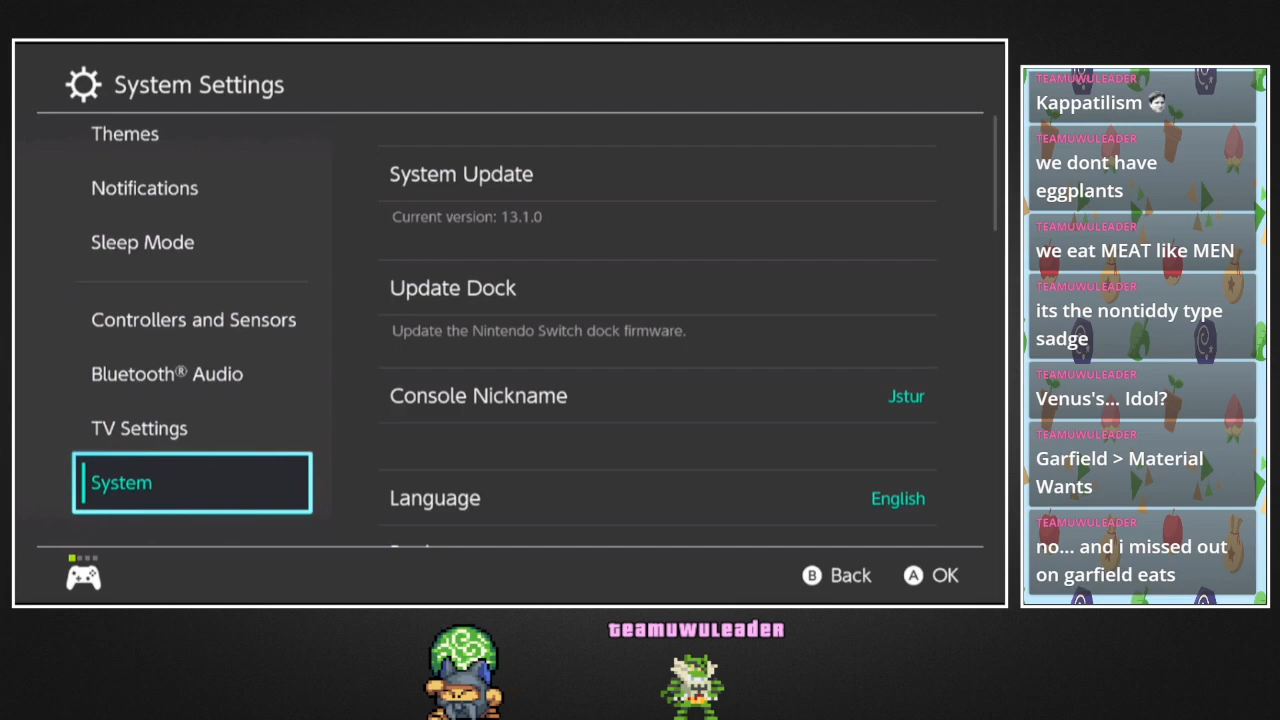 System Settings
Themes
Notifications
Sleep Mode
Controllers and Sensors
Bluetooth® Audio
TV Settings
System
System Update
Current version: 13.1.0
Update Dock
Update the Nintendo Switch dock firmware.
Console Nickname
Jstur
Language
English
B Back
A OK
TEAMUWULEADER
Kappatilism
TEAMUWULEADER
we dont have
eggplants
TEAMUWULEADER
we eat MEAT like MEN
TEAMUWULEADER
its the nontiddy type
sadge
TEAMUWULEADER
Venus's... Idol?
TEAMUWULEADER
Garfield > Material
Wants
TEAMUWULEADER
no... and i missed out
on garfield eats
TEAMUWULEADER